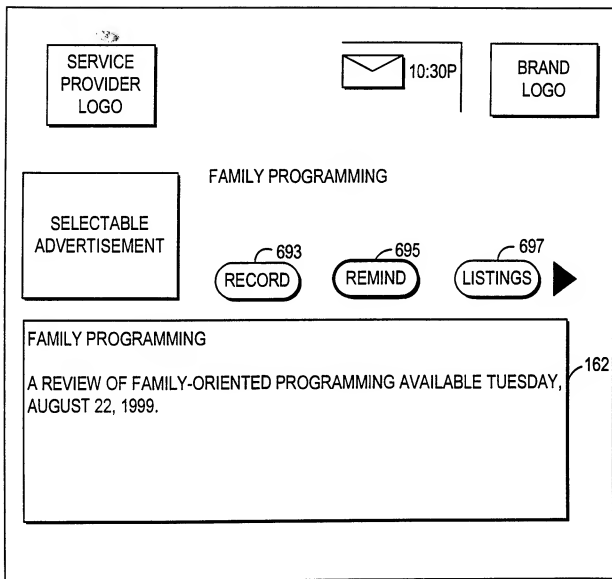 SERVICE
PROVIDER
LOGO
10:30P
BRAND
LOGO
SELECTABLE
ADVERTISEMENT
FAMILY PROGRAMMING
693
RECORD
695
REMIND
697
LISTINGS
FAMILY PROGRAMMING
A REVIEW OF FAMILY-ORIENTED PROGRAMMING AVAILABLE TUESDAY,
AUGUST 22, 1999.
162